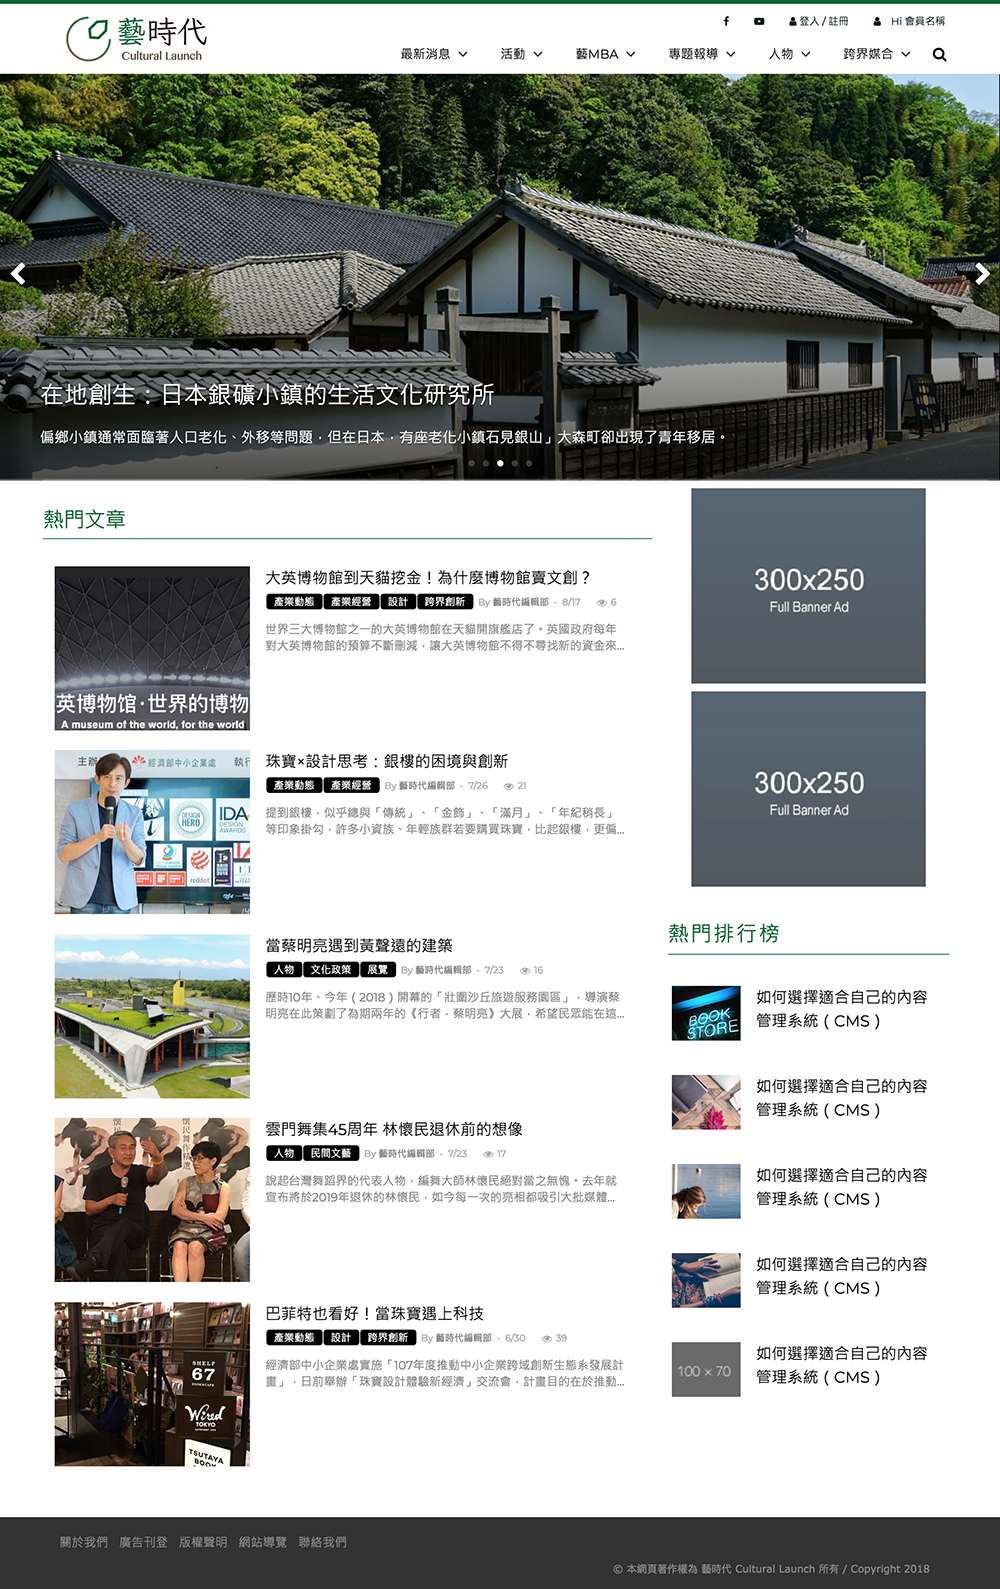 藝時代
Cultural Launch
登入 / 註冊
Hi 會員名稱
最新消息
活動
藝MBA
專題報導
人物
跨界媒合
在地創生：日本銀礦小鎮的生活文化研究所
偏鄉小鎮通常面臨著人口老化、外移等問題，但在日本，有座老化小鎮石見銀山」大森町卻出現了青年移居。
熱門文章
英博物馆·世界的博物
A museum of the world, for the world
大英博物館到天貓挖金！為什麼博物館賣文創？
產業動態 產業經營 設計 跨界創新 By 藝時代編輯部 - 8/17 6
世界三大博物館之一的大英博物館在天貓開旗艦店了。英國政府每年
對大英博物館的預算不斷刪減，讓大英博物館不得不尋找新的資金來...
主辦
經濟部中小企業處
執行
DESIGN HERO
IDA
DESIGN AWARDS
reddot
珠寶×設計思考：銀樓的困境與創新
產業動態 產業經營 By 藝時代編輯部 - 7/26 21
提到銀樓，似乎總與「傳統」、「金飾」、「滿月」、「年紀稍長」
等印象掛勾，許多小資族、年輕族群若要購買珠寶，比起銀樓，更偏...
當蔡明亮遇到黃聲遠的建築
人物 文化政策 展覽 By 藝時代編輯部 - 7/23 16
歷時10年、今年（2018）開幕的「壯圍沙丘旅遊服務園區」，導演蔡
明亮在此策劃了為期兩年的《行者，蔡明亮》大展，希望民眾能在這...
雲門舞集45周年 林懷民退休前的想像
人物 民間文藝 By 藝時代編輯部 - 7/23 17
說起台灣舞蹈界的代表人物，編舞大師林懷民絕對當之無愧。去年就
宣布將於2019年退休的林懷民，如今每一次的亮相都吸引大批媒體...
SHELF
67
Wired
TOKYO
TSUTAYA
BOOK
巴菲特也看好！當珠寶遇上科技
產業動態 設計 跨界創新 By 藝時代編輯部 - 6/30 39
經濟部中小企業處實施「107年度推動中小企業跨域創新生態系發展計
畫」，日前舉辦「珠寶設計體驗新經濟」交流會，計畫目的在於推動...
300x250
Full Banner Ad
300x250
Full Banner Ad
熱門排行榜
BOOK
STORE
如何選擇適合自己的內容
管理系統（CMS）
如何選擇適合自己的內容
管理系統（CMS）
如何選擇適合自己的內容
管理系統（CMS）
如何選擇適合自己的內容
管理系統（CMS）
100 × 70
如何選擇適合自己的內容
管理系統（CMS）
關於我們 廣告刊登 版權聲明 網站導覽 聯絡我們
© 本網頁著作權為 藝時代 Cultural Launch 所有 / Copyright 2018